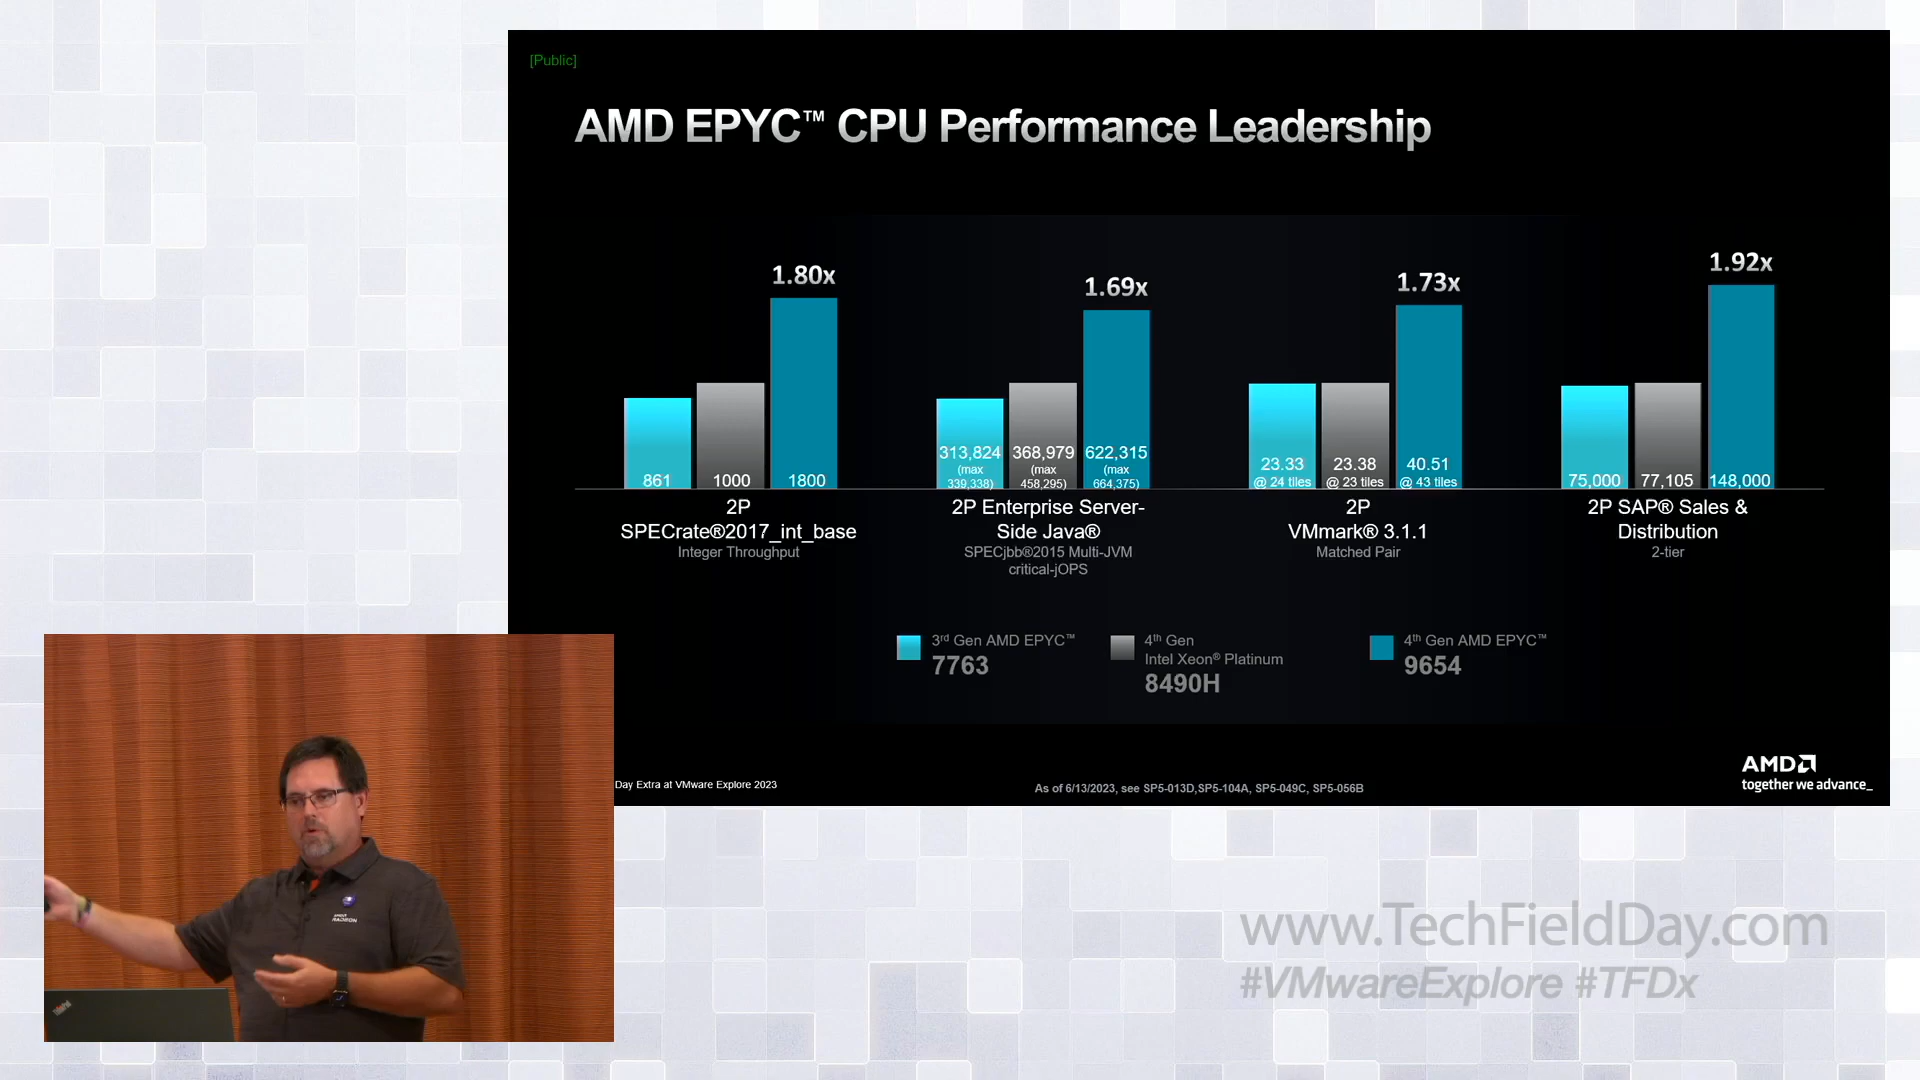 [Public]
AMD EPYC™ CPU Performance Leadership
1.80x
1.69x
1.73x
1.92x
861
1000
1800
313,824
(max
339,338)
368,979
(max
458,295)
622,315
(max
664,375)
23.33
@ 24 tiles
23.38
@ 23 tiles
40.51
@ 43 tiles
75,000
77,105
148,000
2P
SPECrate®2017_int_base
Integer Throughput
2P Enterprise Server-
Side Java®
SPECjbb®2015 Multi-JVM
critical-jOPS
2P
VMmark® 3.1.1
Matched Pair
2P SAP® Sales &
Distribution
2-tier
3rd Gen AMD EPYC™
7763
4th Gen
Intel Xeon® Platinum
8490H
4th Gen AMD EPYC™
9654
Day Extra at VMware Explore 2023
As of 6/13/2023, see SP5-013D,SP5-104A, SP5-049C, SP5-056B
AMD
together we advance_
AMD
RADEON
ThinkPad
www.TechFieldDay.com
#VMwareExplore #TFDx